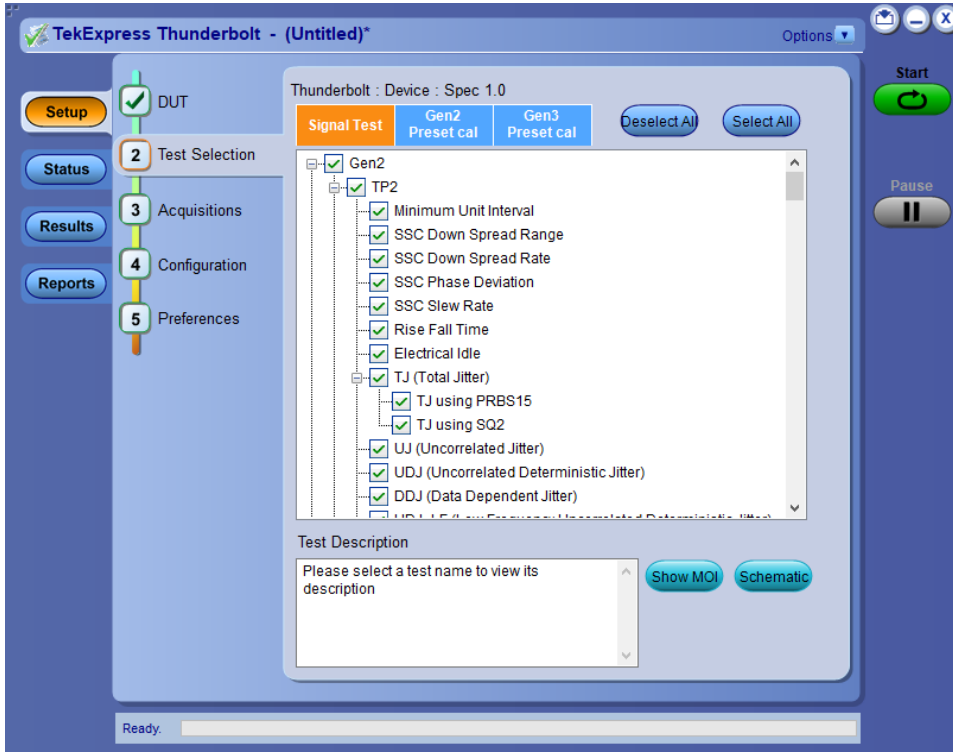 TekExpress Thunderbolt - (Untitled)*
Options
X
Setup
Status
Results
Reports
DUT
2 Test Selection
3 Acquisitions
4 Configuration
5 Preferences
Thunderbolt : Device : Spec 1.0
Signal Test
Gen2 Preset cal
Gen3 Preset cal
Deselect All
Select All
Gen2
TP2
Minimum Unit Interval
SSC Down Spread Range
SSC Down Spread Rate
SSC Phase Deviation
SSC Slew Rate
Rise Fall Time
Electrical Idle
TJ (Total Jitter)
TJ using PRBS15
TJ using SQ2
UJ (Uncorrelated Jitter)
UDJ (Uncorrelated Deterministic Jitter)
DDJ (Data Dependent Jitter)
Test Description
Please select a test name to view its
description
Show MOI
Schematic
Start
Pause
Ready.